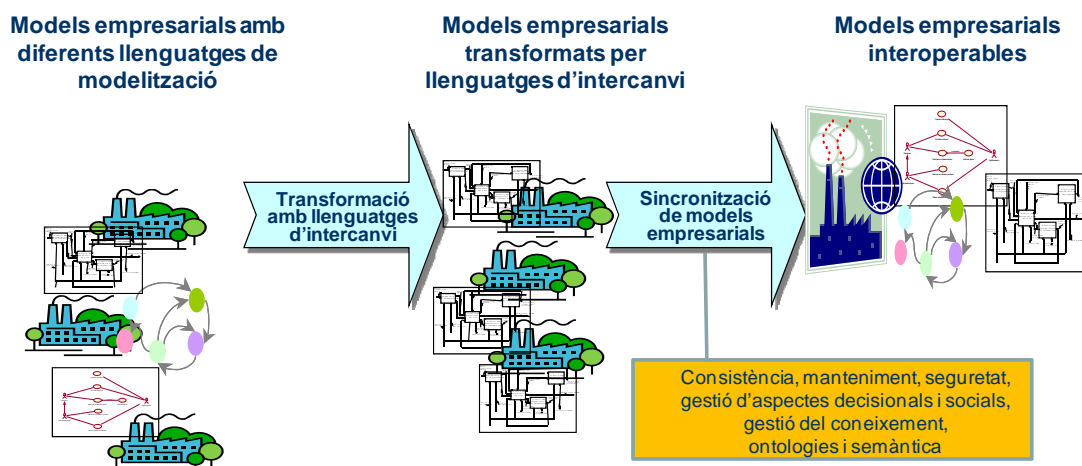 Models empresarials amb
diferents llenguatges de
modelització
Models empresarials
transformats per
llenguatges d'intercanvi
Models empresarials
interoperables
Transformació
amb llenguatges
d'intercanvi
Sincronització
de models
empresarials
Consistència, manteniment, seguretat,
gestió d'aspectes decisionals i socials,
gestió del coneixement,
ontologies i semàntica